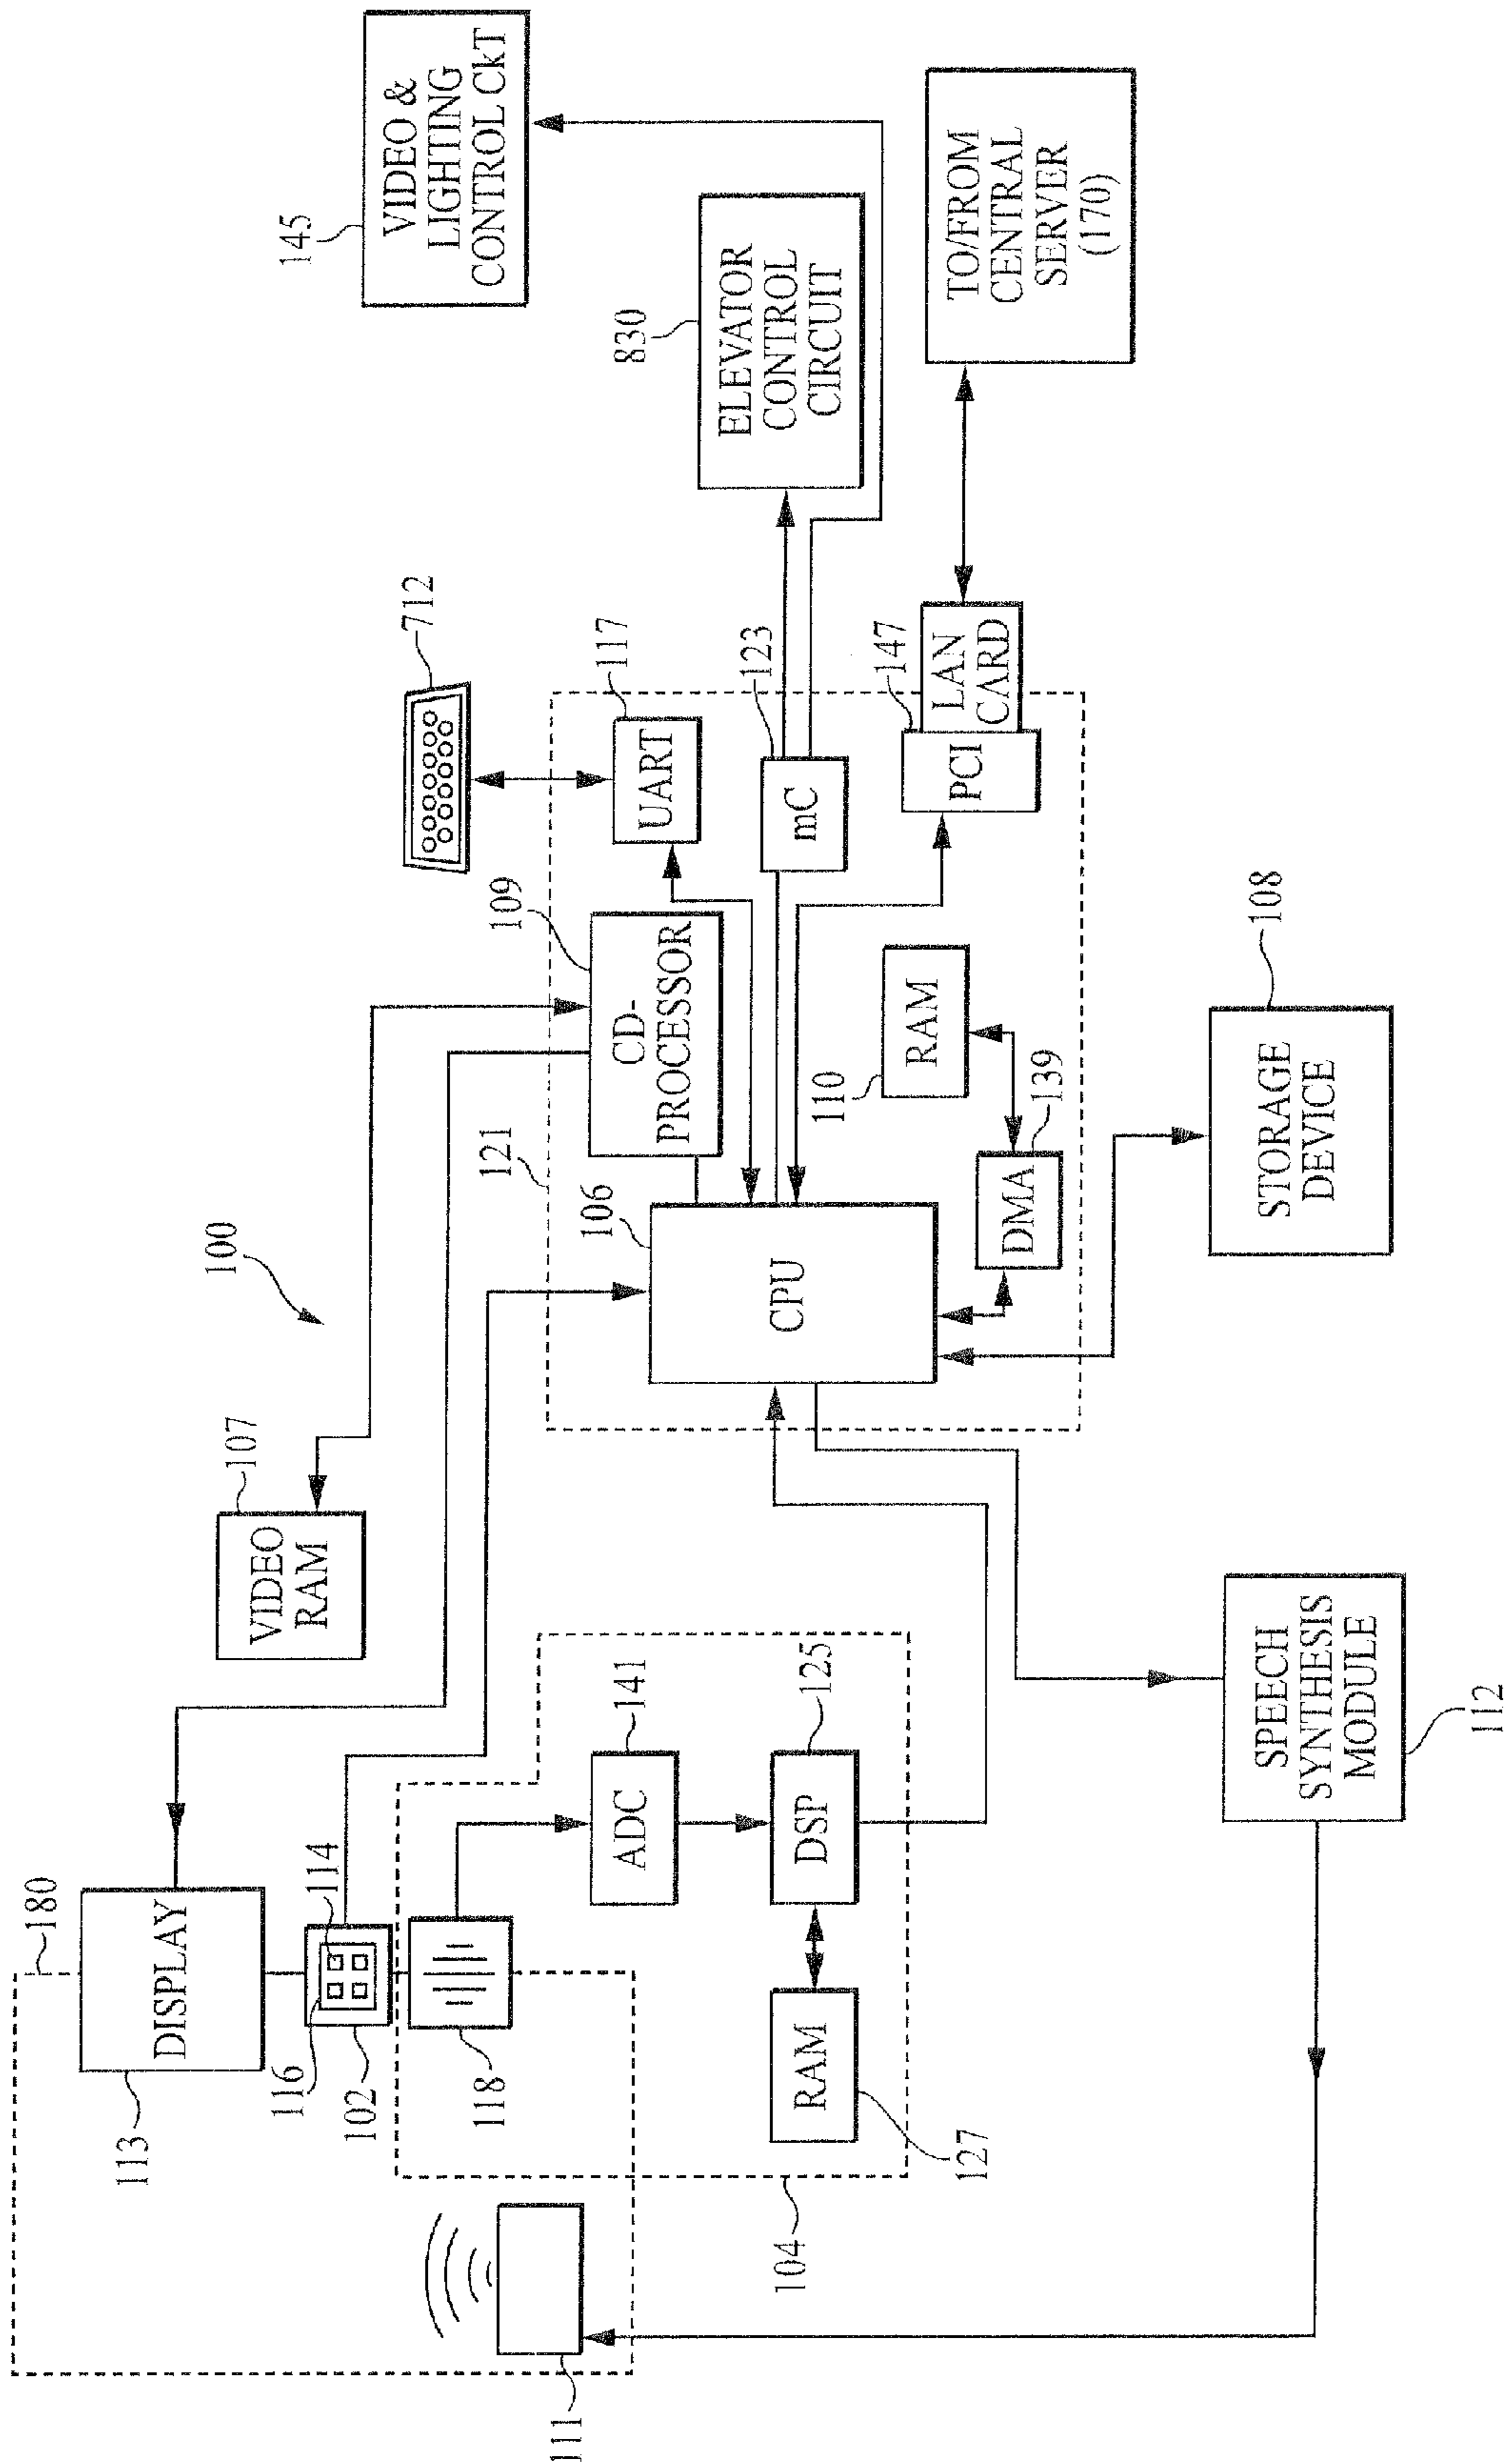 100
180
DISPLAY
113
114
116
102
118
111
104
ADC
141
DSP
125
RAM
127
VIDEO
RAM
107
121
106
CPU
CD-
PROCESSOR
109
712
UART
117
mC
123
RAM
110
DMA
139
PCI
147
LAN
CARD
STORAGE
DEVICE
108
SPEECH
SYNTHESIS
MODULE
112
VIDEO &
LIGHTING
CONTROL CkT
145
ELEVATOR
CONTROL
CIRCUIT
830
TO/FROM
CENTRAL
SERVER
(170)